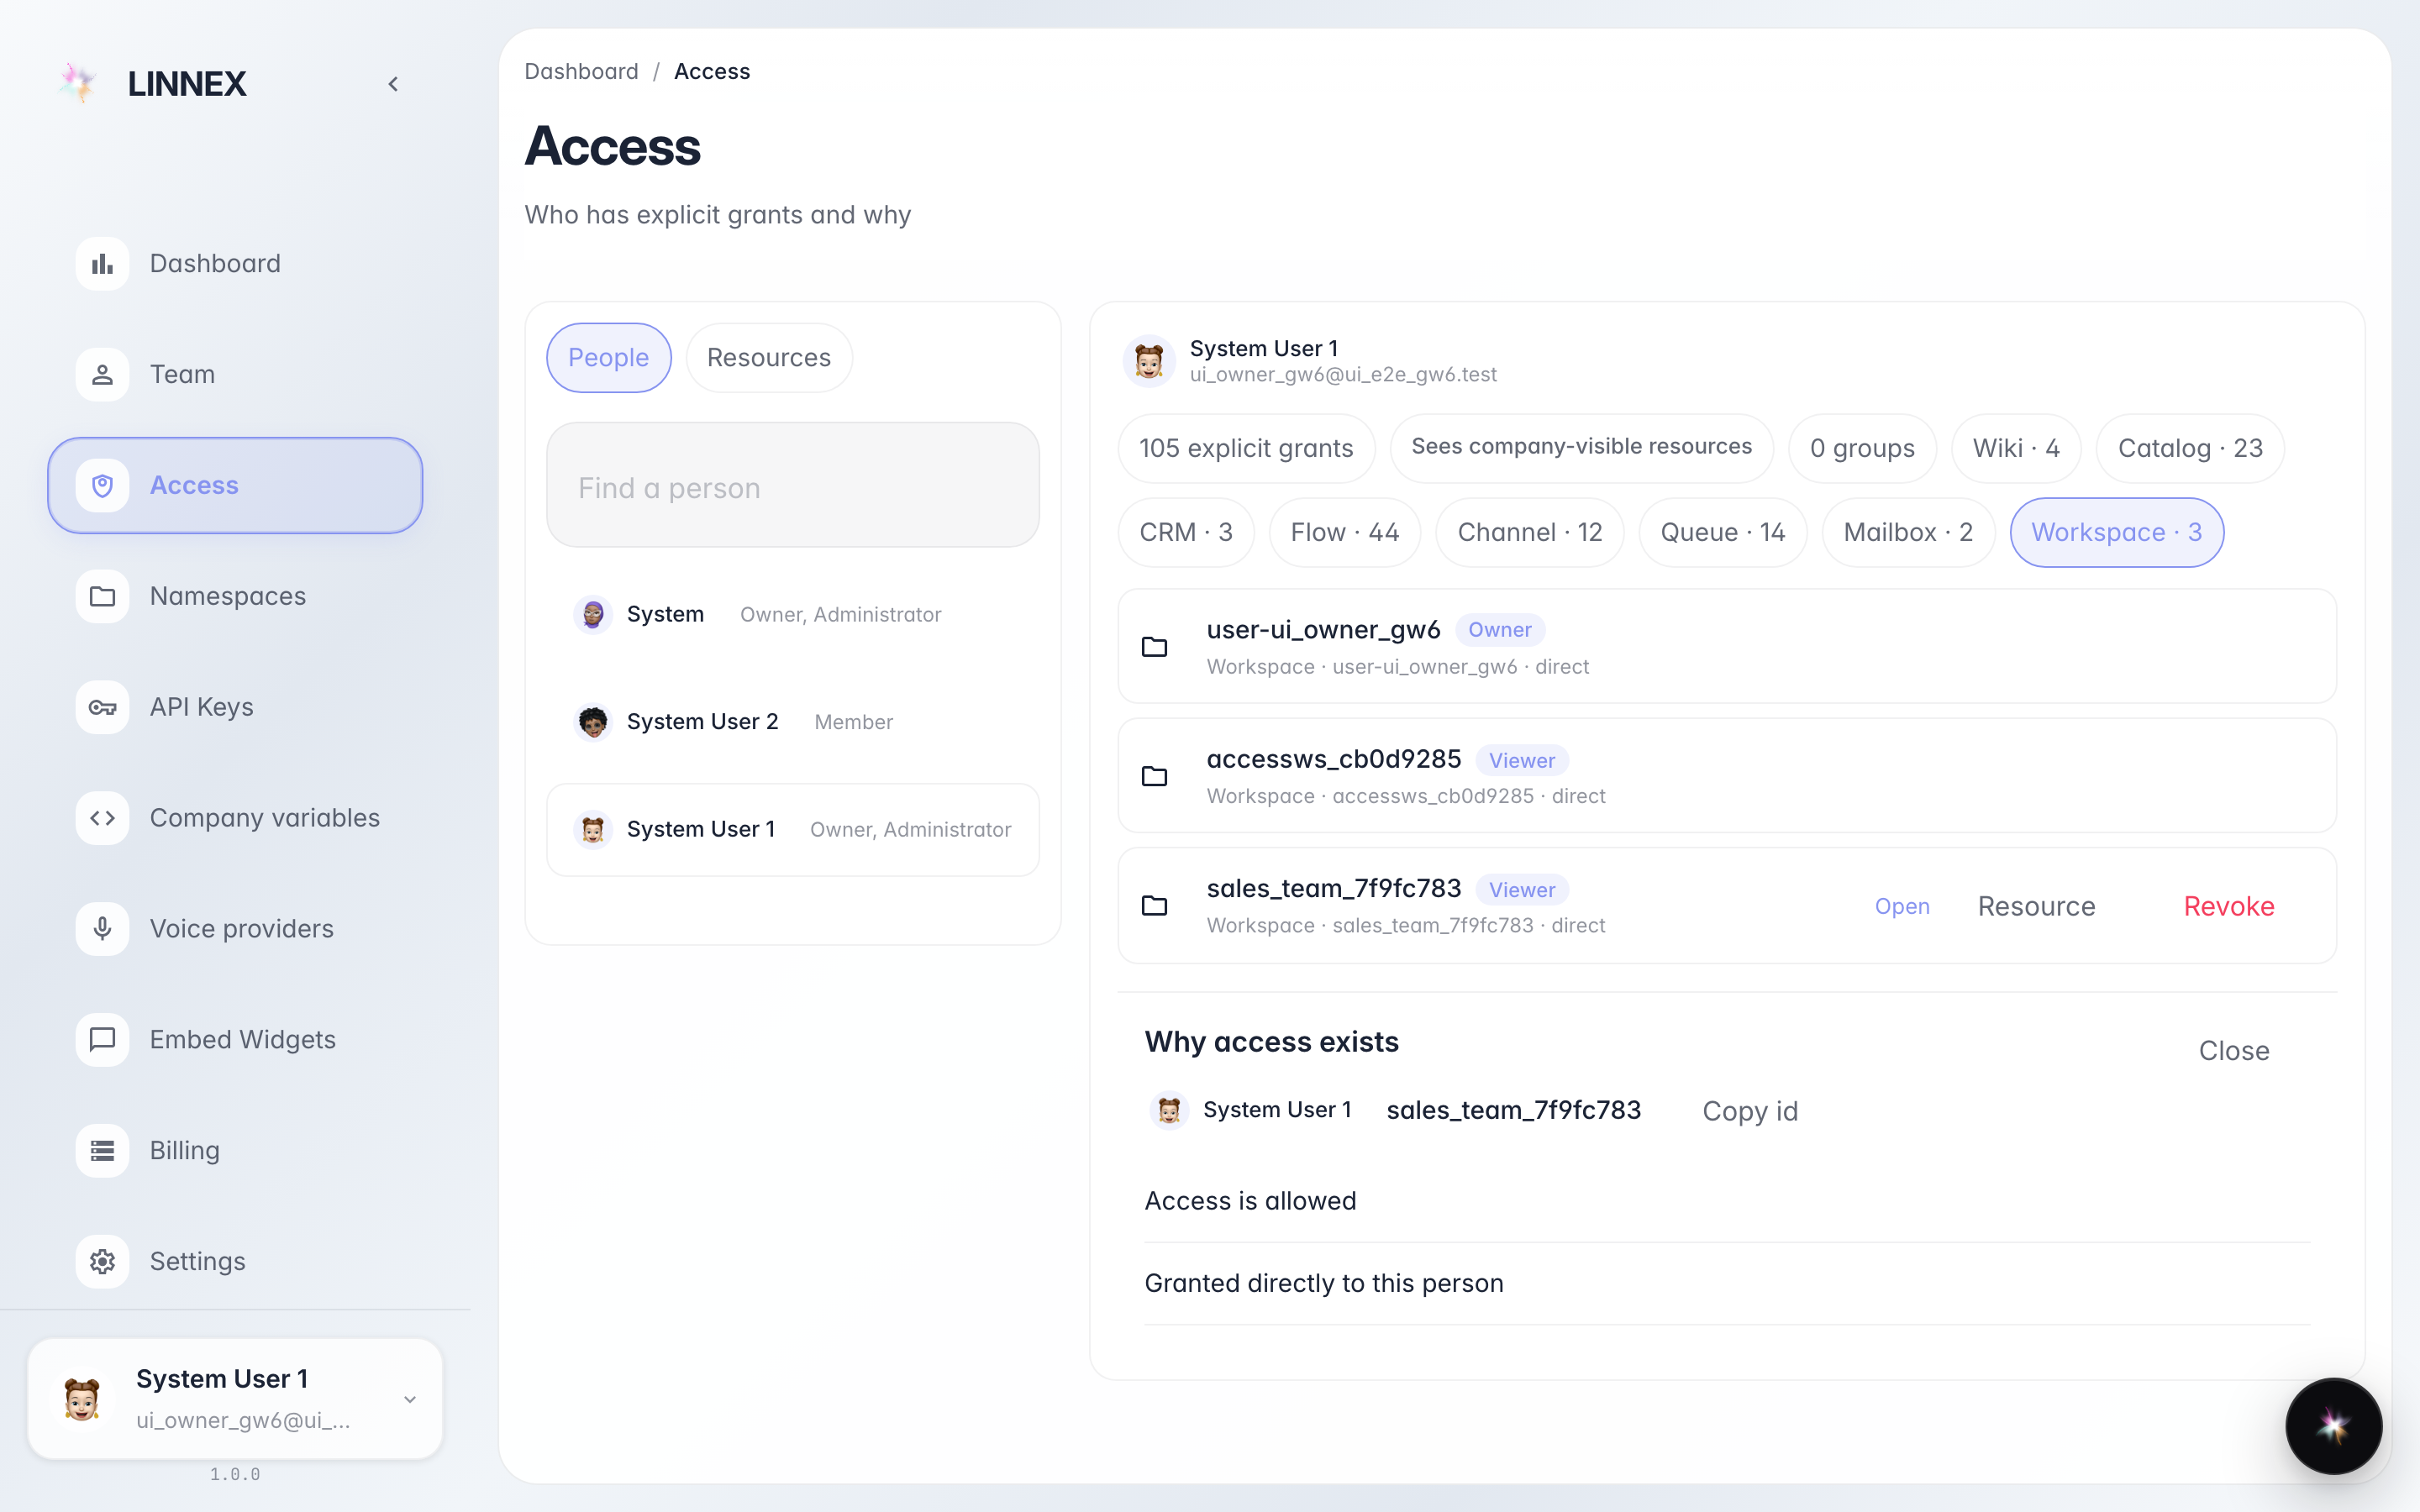 LINNEX
Dashboard
Team
Access
Namespaces
API Keys
Company variables
Voice providers
Embed Widgets
Billing
Settings
System User 1
ui_owner_gw6@ui_...
1.0.0
Dashboard / Access
Access
Who has explicit grants and why
People Resources
Find a person
System Owner, Administrator
System User 2 Member
System User 1 Owner, Administrator
System User 1
ui_owner_gw6@ui_e2e_gw6.test
105 explicit grants Sees company-visible resources 0 groups Wiki · 4 Catalog · 23
CRM · 3 Flow · 44 Channel · 12 Queue · 14 Mailbox · 2 Workspace · 3
user-ui_owner_gw6 Owner
Workspace · user-ui_owner_gw6 · direct
accessws_cb0d9285 Viewer
Workspace · accessws_cb0d9285 · direct
sales_team_7f9fc783 Viewer
Workspace · sales_team_7f9fc783 · direct
Open Resource Revoke
Why access exists
Close
System User 1 sales_team_7f9fc783 Copy id
Access is allowed
Granted directly to this person